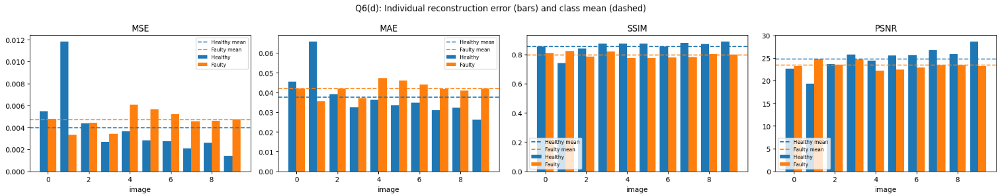 Q6(d): Individual reconstruction error (bars) and class mean (dashed)
MSE
0.012
0.010
0.008
0.006
0.004
0.002
0.000
0 2 4 6 8
image
Healthy mean
Faulty mean
Healthy
Faulty
MAE
0.06
0.05
0.04
0.03
0.02
0.01
0.00
0 2 4 6 8
image
Healthy mean
Faulty mean
Healthy
Faulty
SSIM
0.8
0.6
0.4
0.2
0.0
Healthy mean
Faulty mean
Healthy
Faulty
0 2 4 6 8
image
PSNR
30
25
20
15
10
5
0
Healthy mean
Faulty mean
Healthy
Faulty
0 2 4 6 8
image